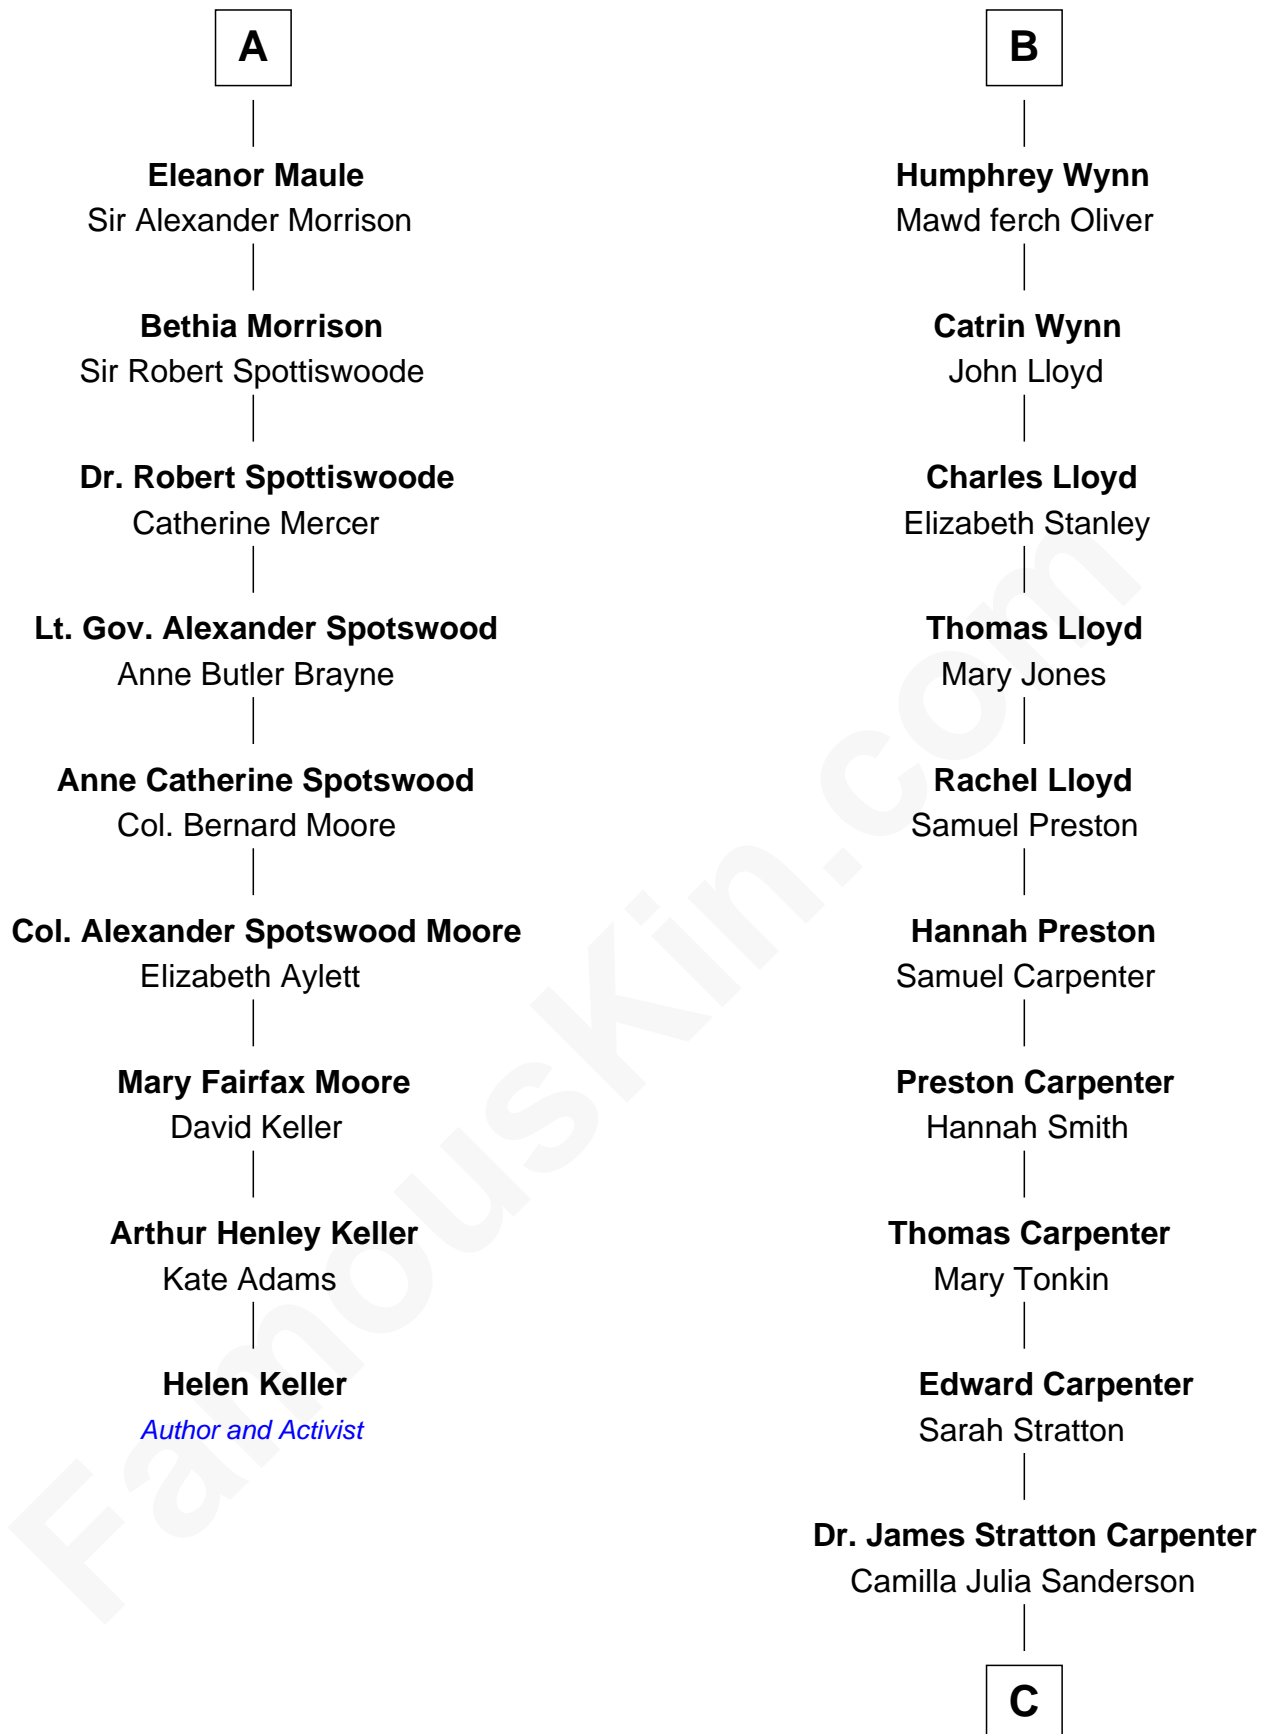 A
Eleanor Maule
Sir Alexander Morrison
Bethia Morrison
Sir Robert Spottiswoode
Dr. Robert Spottiswoode
Catherine Mercer
Lt. Gov. Alexander Spotswood
Anne Butler Brayne
Anne Catherine Spotswood
Col. Bernard Moore
Col. Alexander Spotswood Moore
Elizabeth Aylett
Mary Fairfax Moore
David Keller
Arthur Henley Keller
Kate Adams
Helen Keller
Author and Activist
B
Humphrey Wynn
Mawd ferch Oliver
Catrin Wynn
John Lloyd
Charles Lloyd
Elizabeth Stanley
Thomas Lloyd
Mary Jones
Rachel Lloyd
Samuel Preston
Hannah Preston
Samuel Carpenter
Preston Carpenter
Hannah Smith
Thomas Carpenter
Mary Tonkin
Edward Carpenter
Sarah Stratton
Dr. James Stratton Carpenter
Camilla Julia Sanderson
C
FamousKin.com